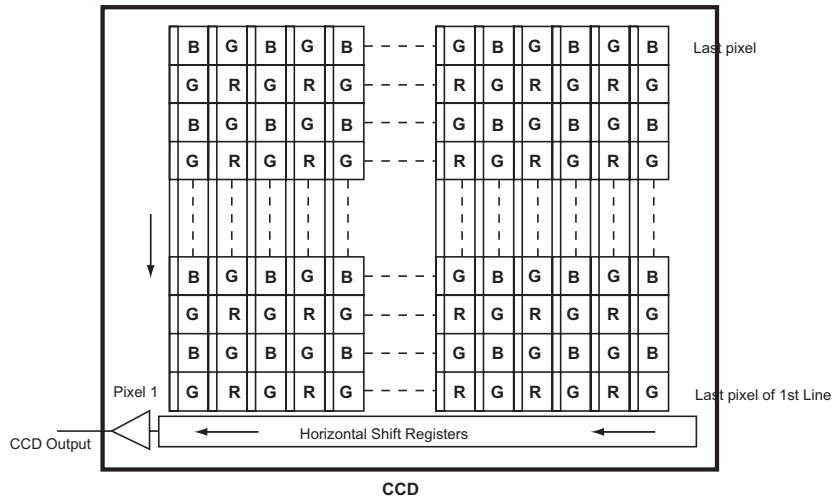 B G B G B G B G B G B Last pixel
G R G R G R G R G R G
B G B G B G B G B G B
G R G R G R G R G R G
B G B G B G B G B G B
G R G R G R G R G R G
B G B G B G B G B G B
Pixel 1 G R G R G R G R G R G Last pixel of 1st Line
Horizontal Shift Registers
CCD Output
CCD